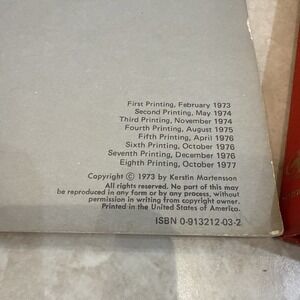 First Printing, February 1973
Second Printing, May 1974
Third Printing, November 1974
Fourth Printing, August 1975
Fifth Printing, April 1976
Sixth Printing, October 1976
Seventh Printing, December 1976
Eighth Printing, October 1977
Copyright © 1973 by Kerstin Martensson
All rights reserved. No part of this may
be reproduced in any form or by any process, without
permission in writing from copyright owner.
Printed in the United States of America.
ISBN 0-913212-03-2